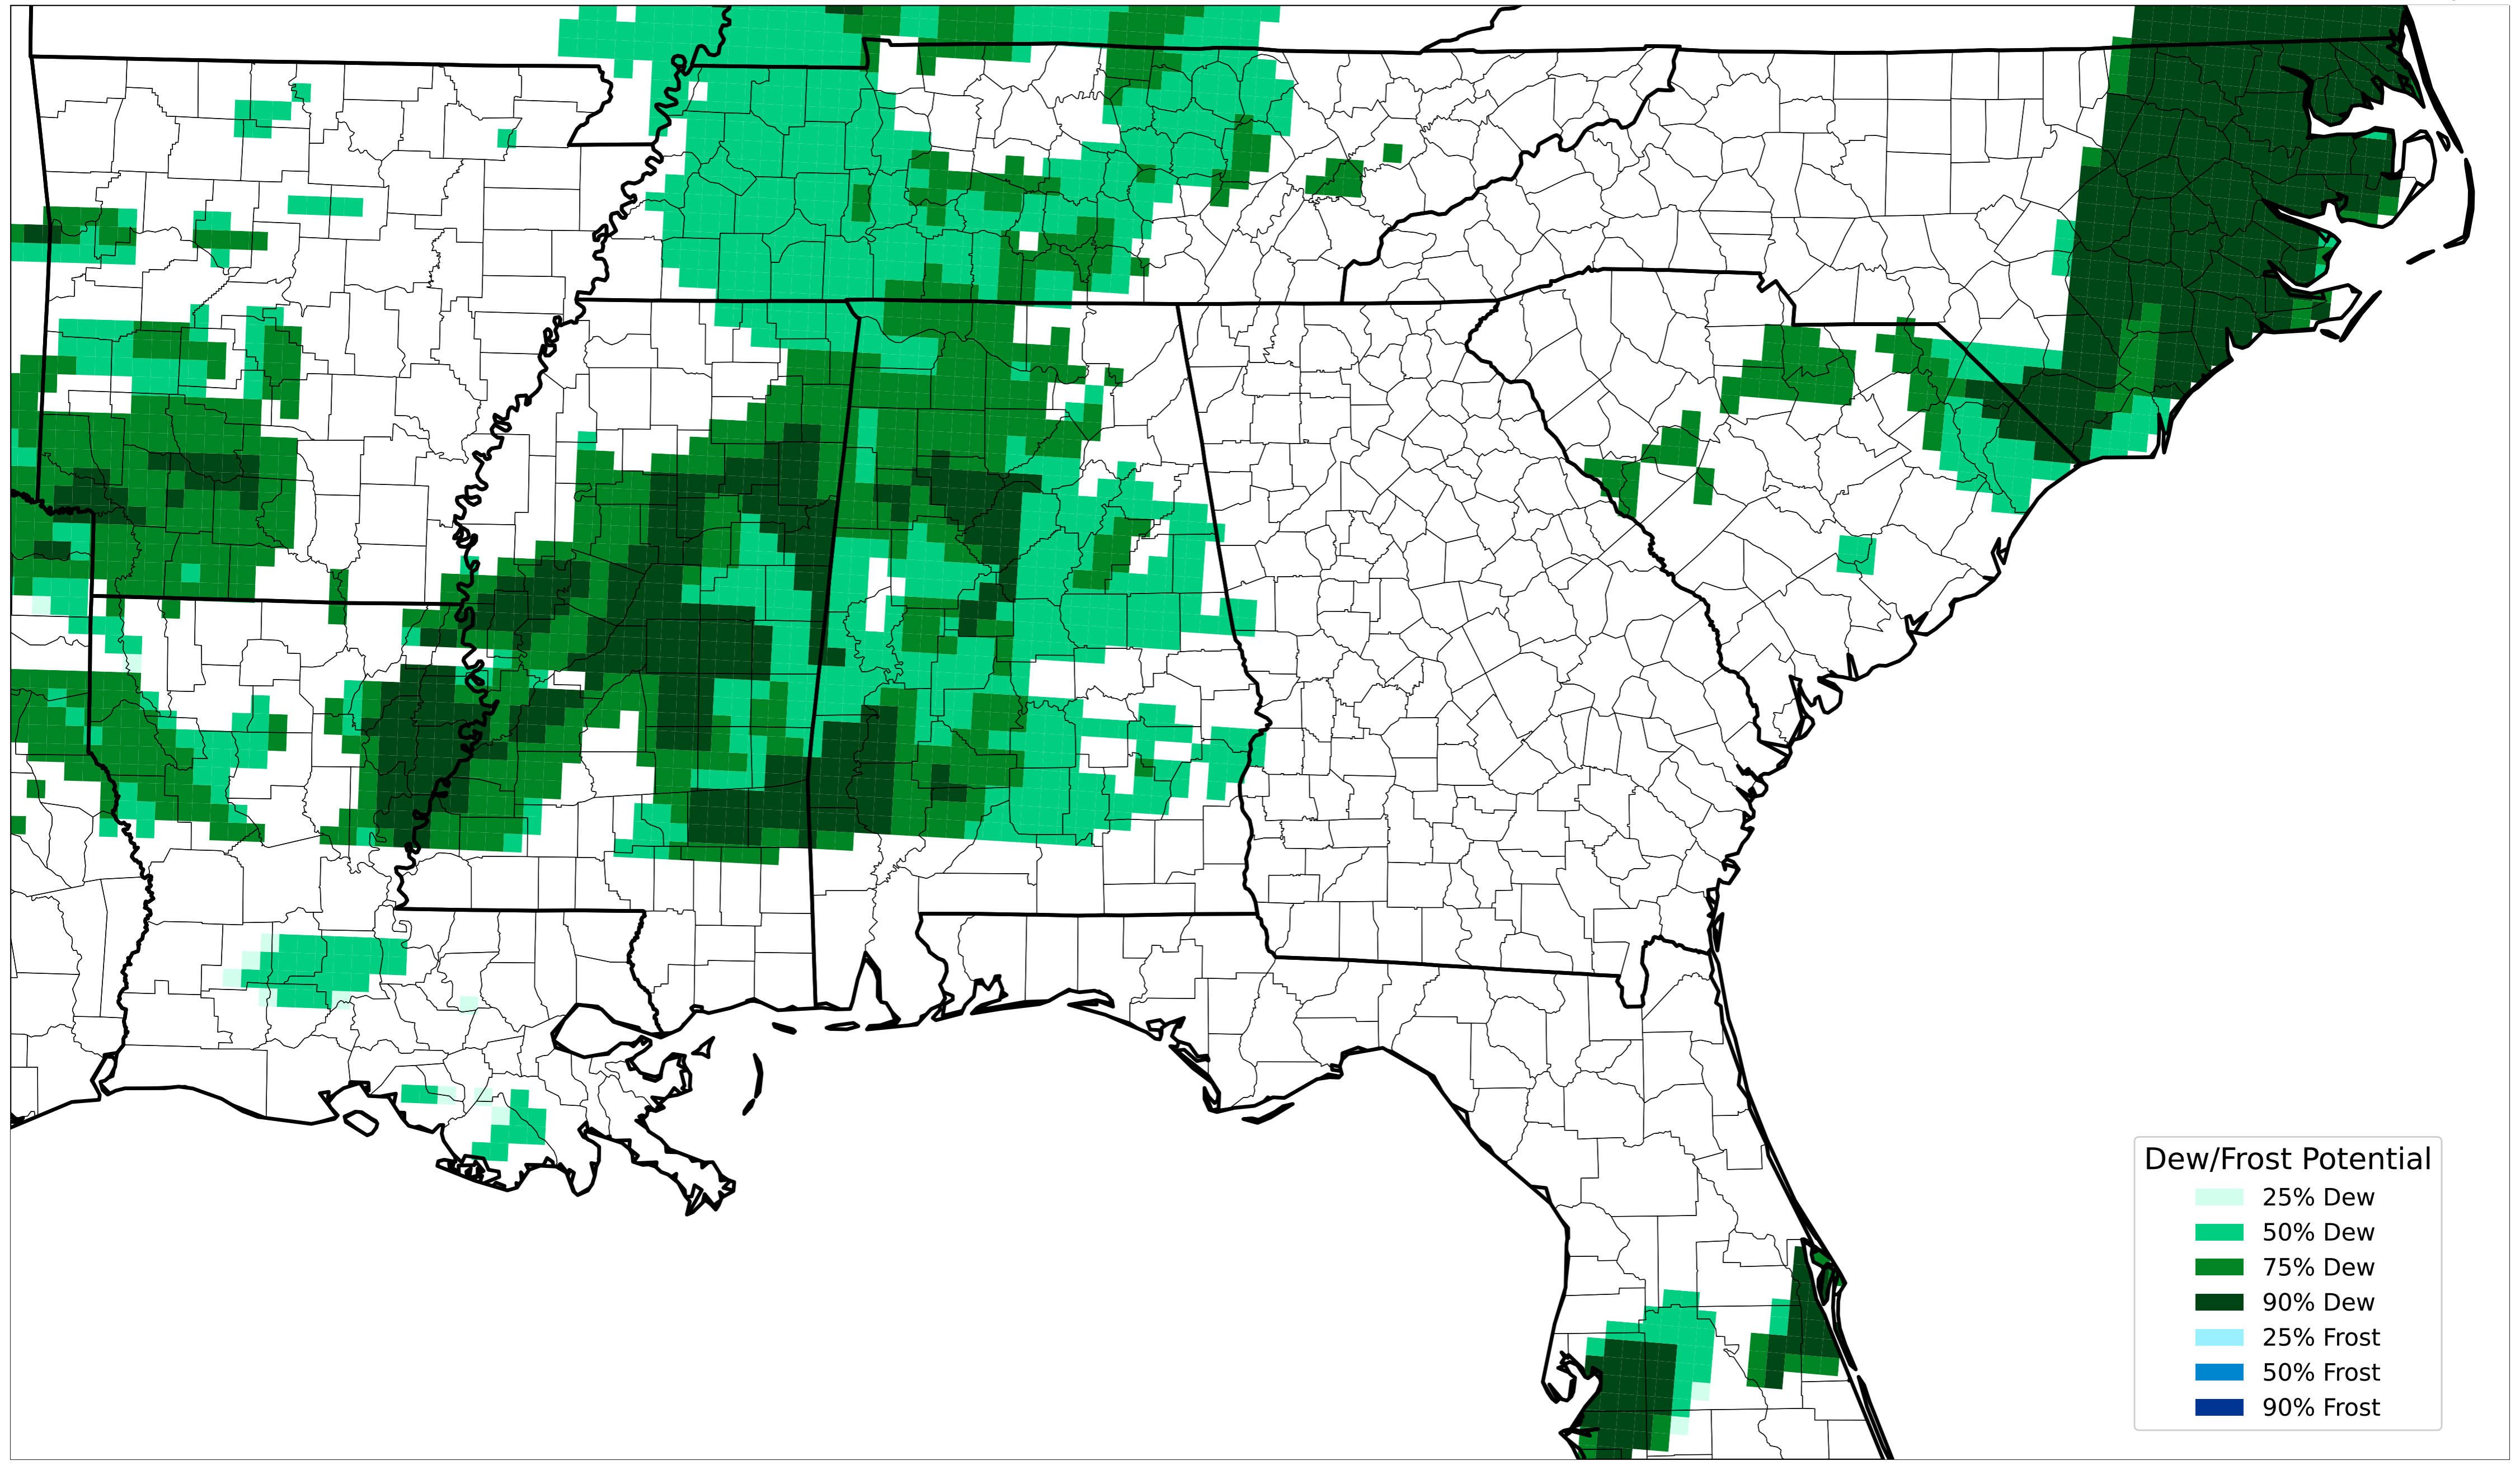 Dew/Frost Potential
25% Dew
50% Dew
75% Dew
90% Dew
25% Frost
50% Frost
90% Frost